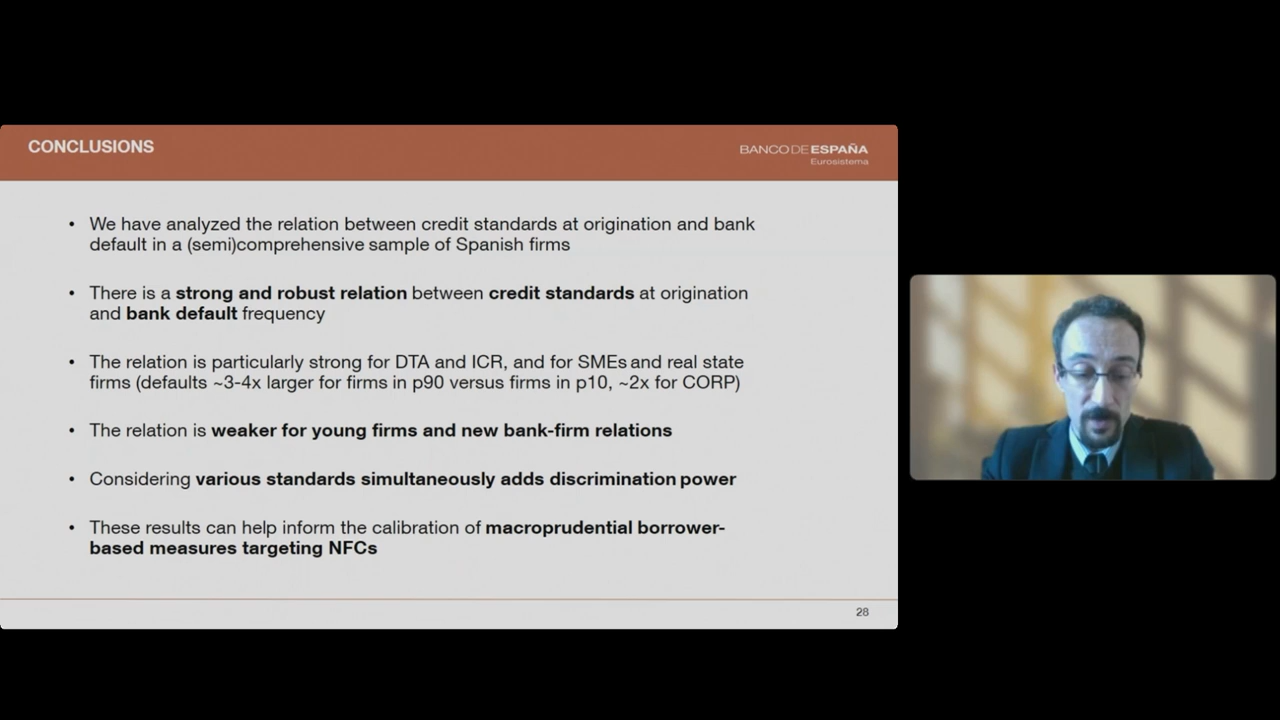 CONCLUSIONS
BANCO DE ESPAÑA
Eurosistema
• We have analyzed the relation between credit standards at origination and bank
default in a (semi)comprehensive sample of Spanish firms
• There is a strong and robust relation between credit standards at origination
and bank default frequency
• The relation is particularly strong for DTA and ICR, and for SMEs and real state
firms (defaults ~3-4x larger for firms in p90 versus firms in p10, ~2x for CORP)
• The relation is weaker for young firms and new bank-firm relations
• Considering various standards simultaneously adds discrimination power
• These results can help inform the calibration of macroprudential borrower-
based measures targeting NFCs
28